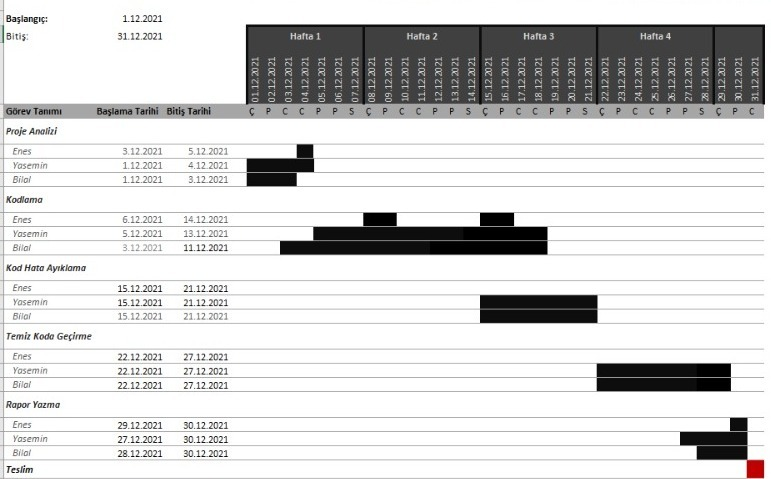 Başlangıç: 1.12.2021
Bitiş: 31.12.2021
Hafta 1 Hafta 2 Hafta 3 Hafta 4
01.12.2021 02.12.2021 03.12.2021 04.12.2021 05.12.2021 06.12.2021 07.12.2021 08.12.2021 09.12.2021 10.12.2021 11.12.2021 12.12.2021 13.12.2021 14.12.2021 15.12.2021 16.12.2021 17.12.2021 18.12.2021 19.12.2021 20.12.2021 21.12.2021 22.12.2021 23.12.2021 24.12.2021 25.12.2021 26.12.2021 27.12.2021 28.12.2021 29.12.2021 30.12.2021 31.12.2021
Görev Tanımı Başlama Tarihi Bitiş Tarihi Ç P C C P P S Ç P C C P P S Ç P C C P P S Ç P C C P P S Ç P C
Proje Analizi
Enes 3.12.2021 5.12.2021
Yasemin 1.12.2021 4.12.2021
Bilal 1.12.2021 3.12.2021
Kodlama
Enes 6.12.2021 14.12.2021
Yasemin 5.12.2021 13.12.2021
Bilal 3.12.2021 11.12.2021
Kod Hata Ayıklama
Enes 15.12.2021 21.12.2021
Yasemin 15.12.2021 21.12.2021
Bilal 15.12.2021 21.12.2021
Temiz Koda Geçirme
Enes 22.12.2021 27.12.2021
Yasemin 22.12.2021 27.12.2021
Bilal 22.12.2021 27.12.2021
Rapor Yazma
Enes 29.12.2021 30.12.2021
Yasemin 27.12.2021 30.12.2021
Bilal 28.12.2021 30.12.2021
Teslim